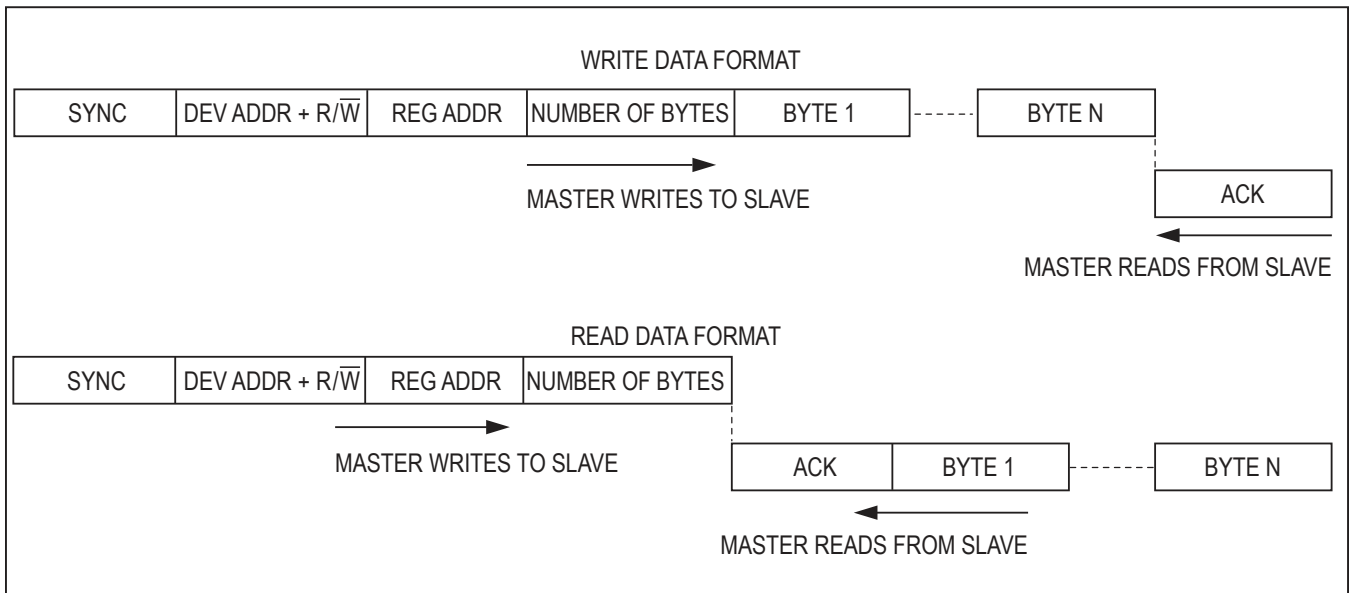 WRITE DATA FORMAT
SYNC DEV ADDR + R/W̅ REG ADDR NUMBER OF BYTES BYTE 1 BYTE N
MASTER WRITES TO SLAVE
ACK
MASTER READS FROM SLAVE
READ DATA FORMAT
SYNC DEV ADDR + R/W̅ REG ADDR NUMBER OF BYTES
MASTER WRITES TO SLAVE
ACK BYTE 1 BYTE N
MASTER READS FROM SLAVE